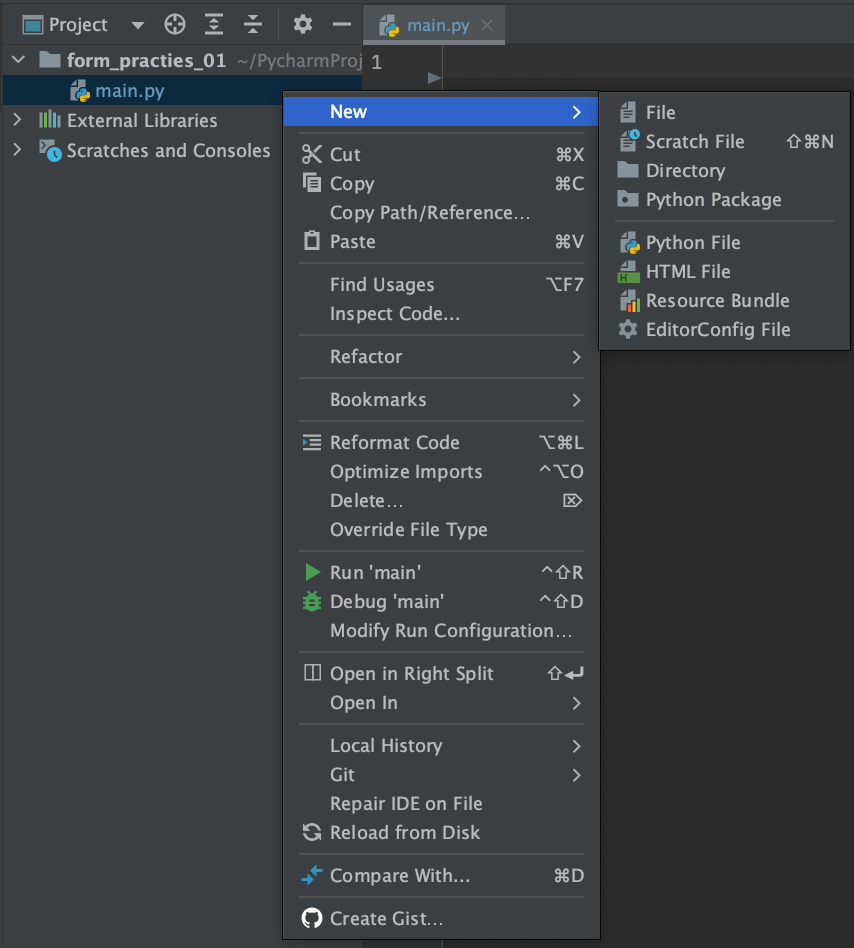 Project
main.py
form_practies_01 ~/PycharmProj
1
main.py
External Libraries
Scratches and Consoles
New
Cut ⌘X
Copy ⌘C
Copy Path/Reference...
Paste ⌘V
Find Usages ⌥F7
Inspect Code...
Refactor
Bookmarks
Reformat Code ⌥⌘L
Optimize Imports ^⌥O
Delete... ⌦
Override File Type
Run 'main' ^⇧R
Debug 'main' ^⇧D
Modify Run Configuration...
Open in Right Split ⇧↩
Open In
Local History
Git
Repair IDE on File
Reload from Disk
Compare With... ⌘D
Create Gist...
File
Scratch File ⇧⌘N
Directory
Python Package
Python File
H HTML File
Resource Bundle
EditorConfig File